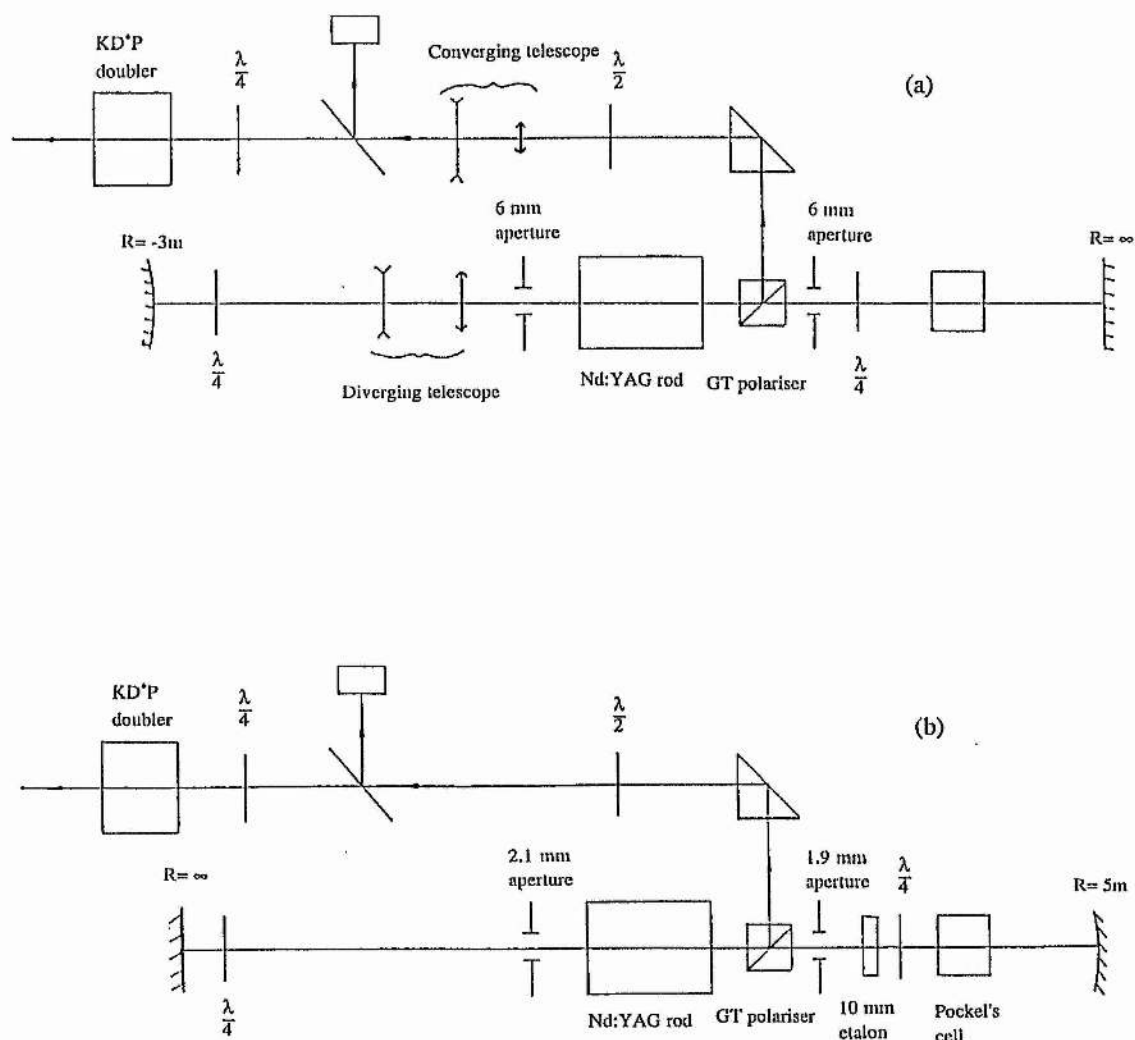 KD*P
doubler
λ/4
Converging telescope
λ/2
(a)
R= -3m
6 mm
aperture
6 mm
aperture
R= ∞
λ/4
Diverging telescope
Nd:YAG rod
GT polariser
λ/4
KD*P
doubler
λ/4
λ/2
(b)
R= ∞
2.1 mm
aperture
1.9 mm
aperture
λ/4
R= 5m
λ/4
Nd:YAG rod
GT polariser
10 mm
etalon
Pockel's
cell